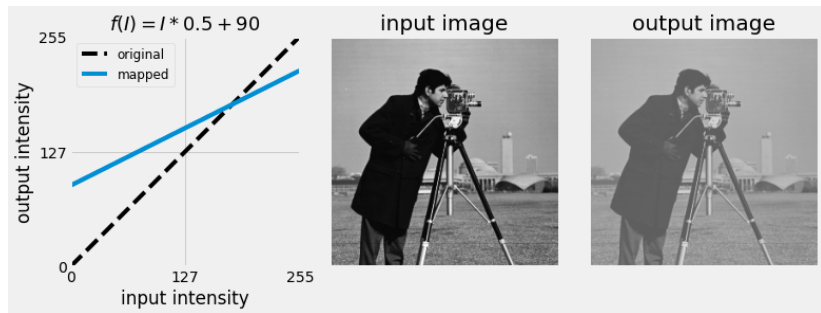 f(I) = I * 0.5 + 90
input image
output image
255
original
mapped
127
0
output intensity
0
127
255
input intensity